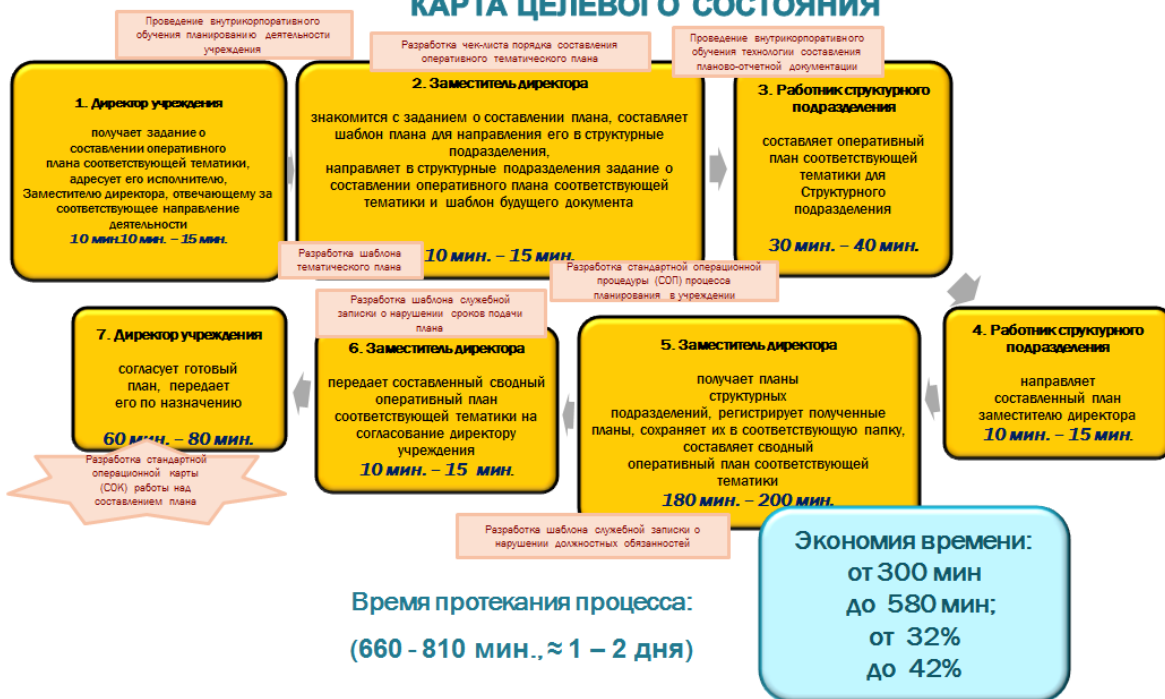 КАРТА ЦЕЛЕВОГО СОСТОЯНИЯ
Проведение внутрикорпоративного
обучения планированию деятельности
учреждения
Разработка чек-листа порядка составления
оперативного тематического плана
Проведение внутрикорпоративного
обучения технологии составления
планово-отчетной документации
1. Директор учреждения
получает задание о
составлении оперативного
плана соответствующей тематики,
адресует его исполнителю,
Заместителю директора, отвечающему за
соответствующее направление
деятельности
10 мин.10 мин. – 15 мин.
2. Заместитель директора
знакомится с заданием о составлении плана, составляет
шаблон плана для направления его в структурные
подразделения,
направляет в структурные подразделения задание о
составлении оперативного плана соответствующей
тематики и шаблон будущего документа
10 мин. – 15 мин.
3. Работник структурного
подразделения
составляет оперативный
план соответствующей
тематики для
Структурного
подразделения
30 мин. – 40 мин.
Разработка шаблона
тематического плана
Разработка стандартной операционной
процедуры (СОП) процесса
планирования в учреждении
Разработка шаблона служебной
записки о нарушении сроков подачи
плана
7. Директор учреждения
согласует готовый
план, передает
его по назначению
60 мин. – 80 мин.
6. Заместитель директора
передает составленный сводный
оперативный план
соответствующей тематики на
согласование директору
учреждения
10 мин. – 15 мин.
5. Заместитель директора
получает планы
структурных
подразделений, регистрирует полученные
планы, сохраняет их в соответствующую папку,
составляет сводный
оперативный план соответствующей
тематики
180 мин. – 200 мин.
4. Работник структурного
подразделения
направляет
составленный план
заместителю директора
10 мин. – 15 мин.
Разработка стандартной
операционной карты
(СОК) работы над
составлением плана
Разработка шаблона служебной записки о
нарушении должностных обязанностей
Время протекания процесса:
(660 - 810 мин., ≈ 1 – 2 дня)
Экономия времени:
от 300 мин
до 580 мин;
от 32%
до 42%